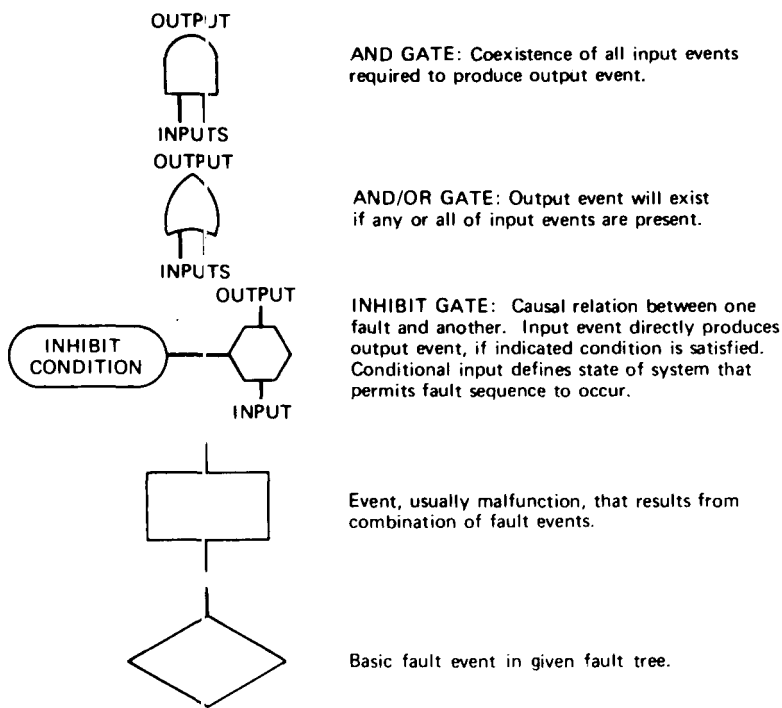 OUTPUT
AND GATE: Coexistence of all input events
required to produce output event.
INPUTS
OUTPUT
AND/OR GATE: Output event will exist
if any or all of input events are present.
INPUTS
OUTPUT
INHIBIT GATE: Causal relation between one
fault and another. Input event directly produces
output event, if indicated condition is satisfied.
Conditional input defines state of system that
permits fault sequence to occur.
INHIBIT
CONDITION
INPUT
Event, usually malfunction, that results from
combination of fault events.
Basic fault event in given fault tree.